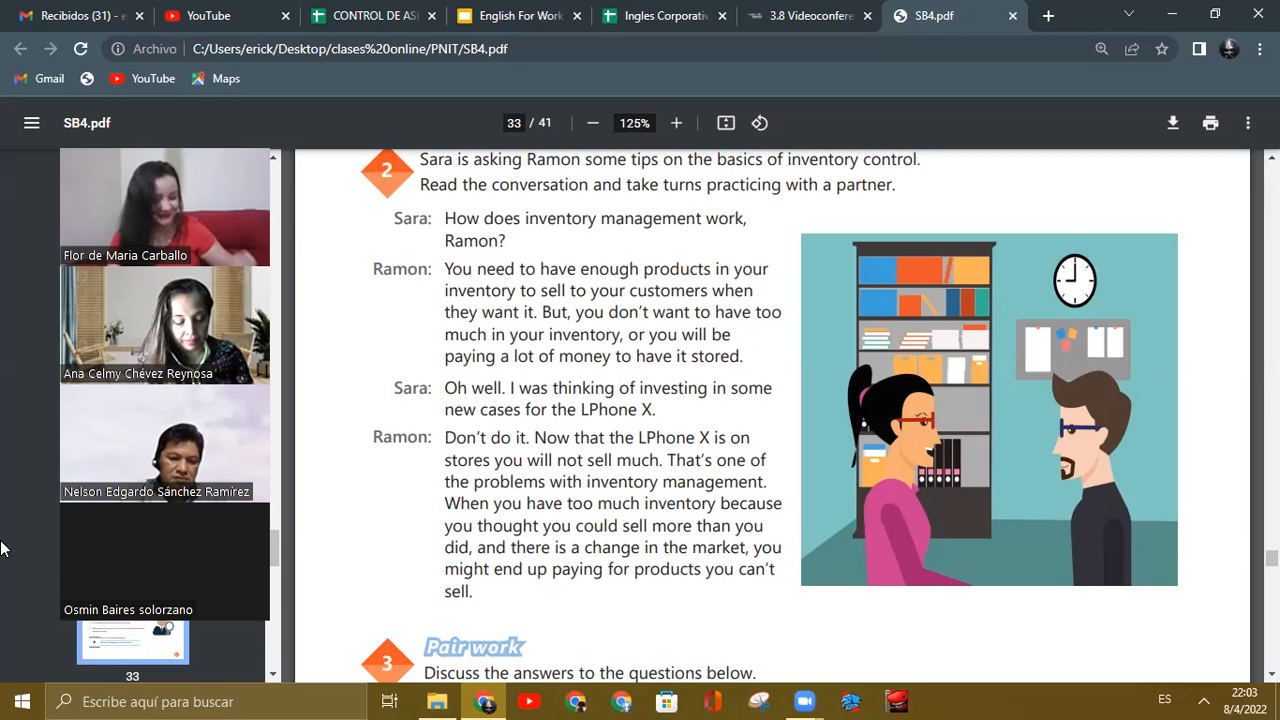 Recibidos (31) - e
YouTube
CONTROL DE ASI
English For Work
Ingles Corporativ
3.8 Videoconfere
SB4.pdf
Archivo
C:/Users/erick/Desktop/clases%20online/PNIT/SB4.pdf
Gmail
YouTube
Maps
SB4.pdf
33 / 41
125%
2
Sara is asking Ramon some tips on the basics of inventory control.
Read the conversation and take turns practicing with a partner.
Sara: How does inventory management work,
Ramon?
Ramon: You need to have enough products in your
inventory to sell to your customers when
they want it. But, you don't want to have too
much in your inventory, or you will be
paying a lot of money to have it stored.
Sara: Oh well. I was thinking of investing in some
new cases for the LPhone X.
Ramon: Don't do it. Now that the LPhone X is on
stores you will not sell much. That's one of
the problems with inventory management.
When you have too much inventory because
you thought you could sell more than you
did, and there is a change in the market, you
might end up paying for products you can't
sell.
3
Pair work
Discuss the answers to the questions below.
Flor de Maria Carballo
Ana Celmy Chévez Reynosa
Nelson Edgardo Sánchez Ramirez
Osmin Baires solorzano
33
Escribe aquí para buscar
ES
22:03
8/4/2022